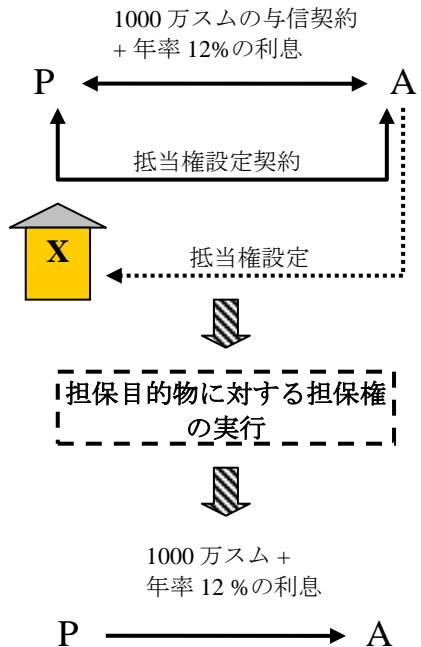 1000 万スムの与信契約
+ 年率 12%の利息
P A
抵当権設定契約
X
抵当権設定
担保目的物に対する担保権
の実行
1000 万スム +
年率 12 %の利息
P A